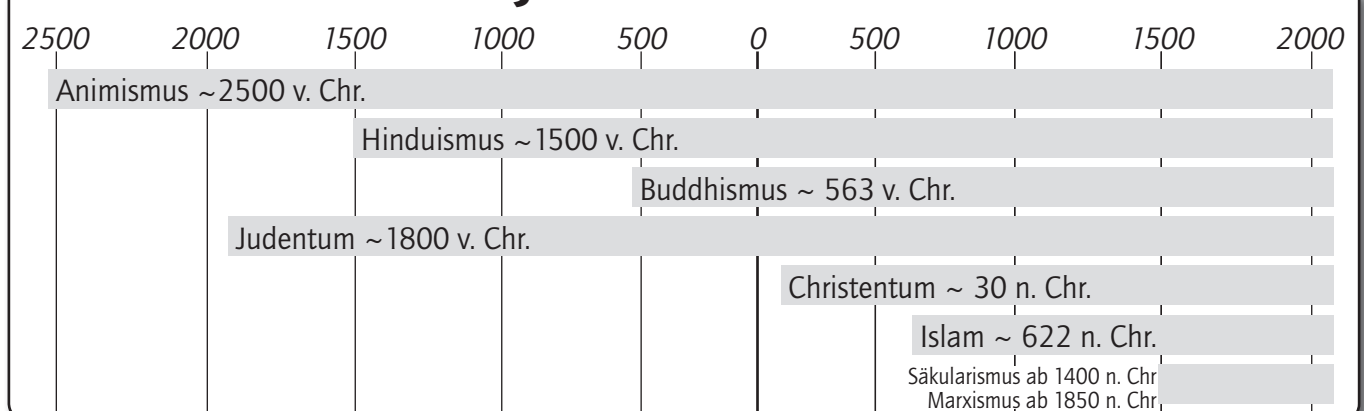 2500 2000 1500 1000 500 0 500 1000 1500 2000
Animismus ~2500 v. Chr.
Hinduismus ~1500 v. Chr.
Buddhismus ~ 563 v. Chr.
Judentum ~1800 v. Chr.
Christentum ~ 30 n. Chr.
Islam ~ 622 n. Chr.
Säkularismus ab 1400 n. Chr
Marxismus ab 1850 n. Chr